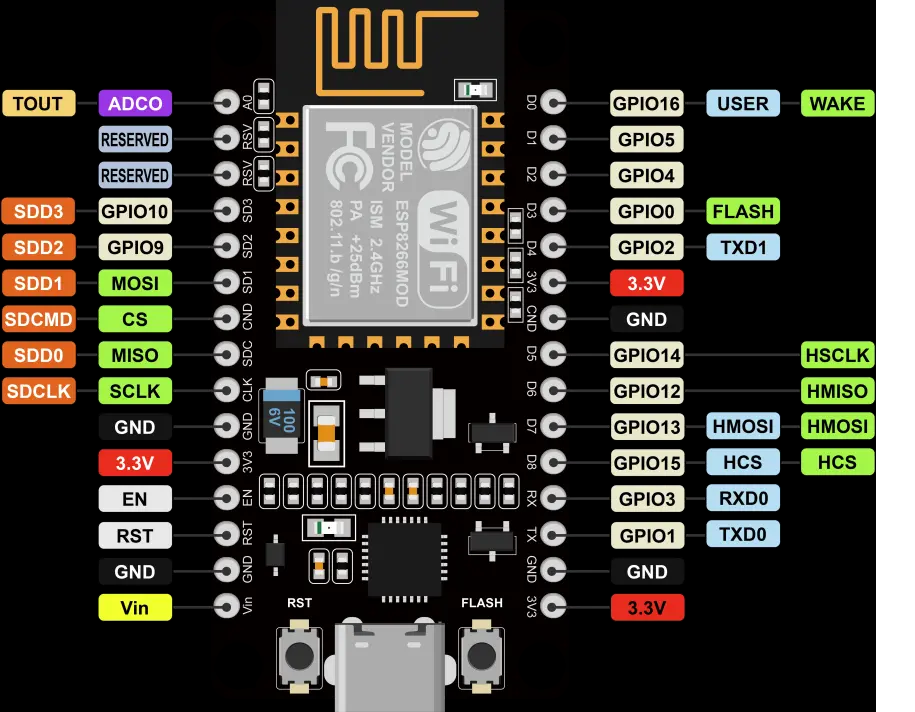 TOUT ADCO A0 D0 GPIO16 USER WAKE
RESERVED RSV D1 GPIO5
RESERVED RSV D2 GPIO4
SDD3 GPIO10 SD3 D3 GPIO0 FLASH
SDD2 GPIO9 SD2 D4 GPIO2 TXD1
SDD1 MOSI SD1 3V3 3.3V
SDCMD CS CND CND GND
SDD0 MISO SDC D5 GPIO14 HSCLK
SDCLK SCLK CLK D6 GPIO12 HMISO
GND GND D7 GPIO13 HMOSI HMOSI
3.3V 3V3 D8 GPIO15 HCS HCS
EN EN RX GPIO3 RXD0
RST RST TX GPIO1 TXD0
GND GND GND GND
Vin Vin 3V3 3.3V
MODEL
VENDOR
ESP8266MOD
ISM 2.4GHz
PA +25dBm
802.11.b /g/n
FC
Wi Fi
100
6V
RST
FLASH